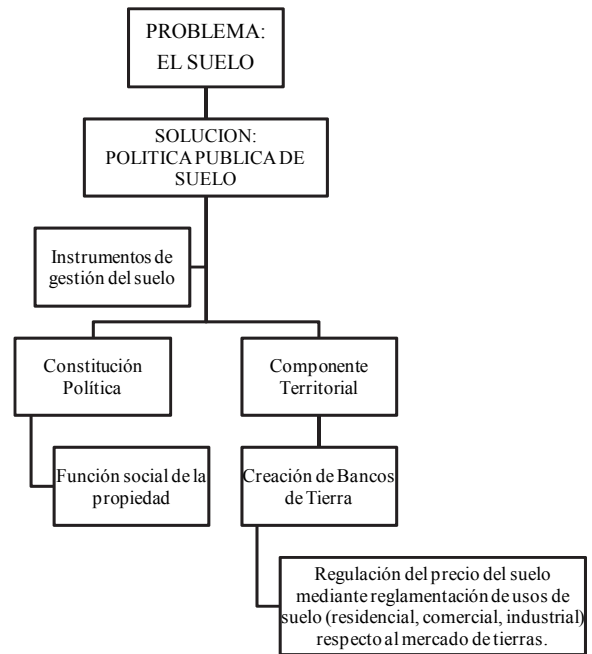 PROBLEMA:
EL SUELO
SOLUCION:
POLITICA PUBLICA DE
SUELO
Instrumentos de
gestión del suelo
Constitución
Política
Componente
Territorial
Función social de la
propiedad
Creación de Bancos
de Tierra
Regulación del precio del suelo
mediante reglamentación de usos de
suelo (residencial, comercial, industrial)
respecto al mercado de tierras.